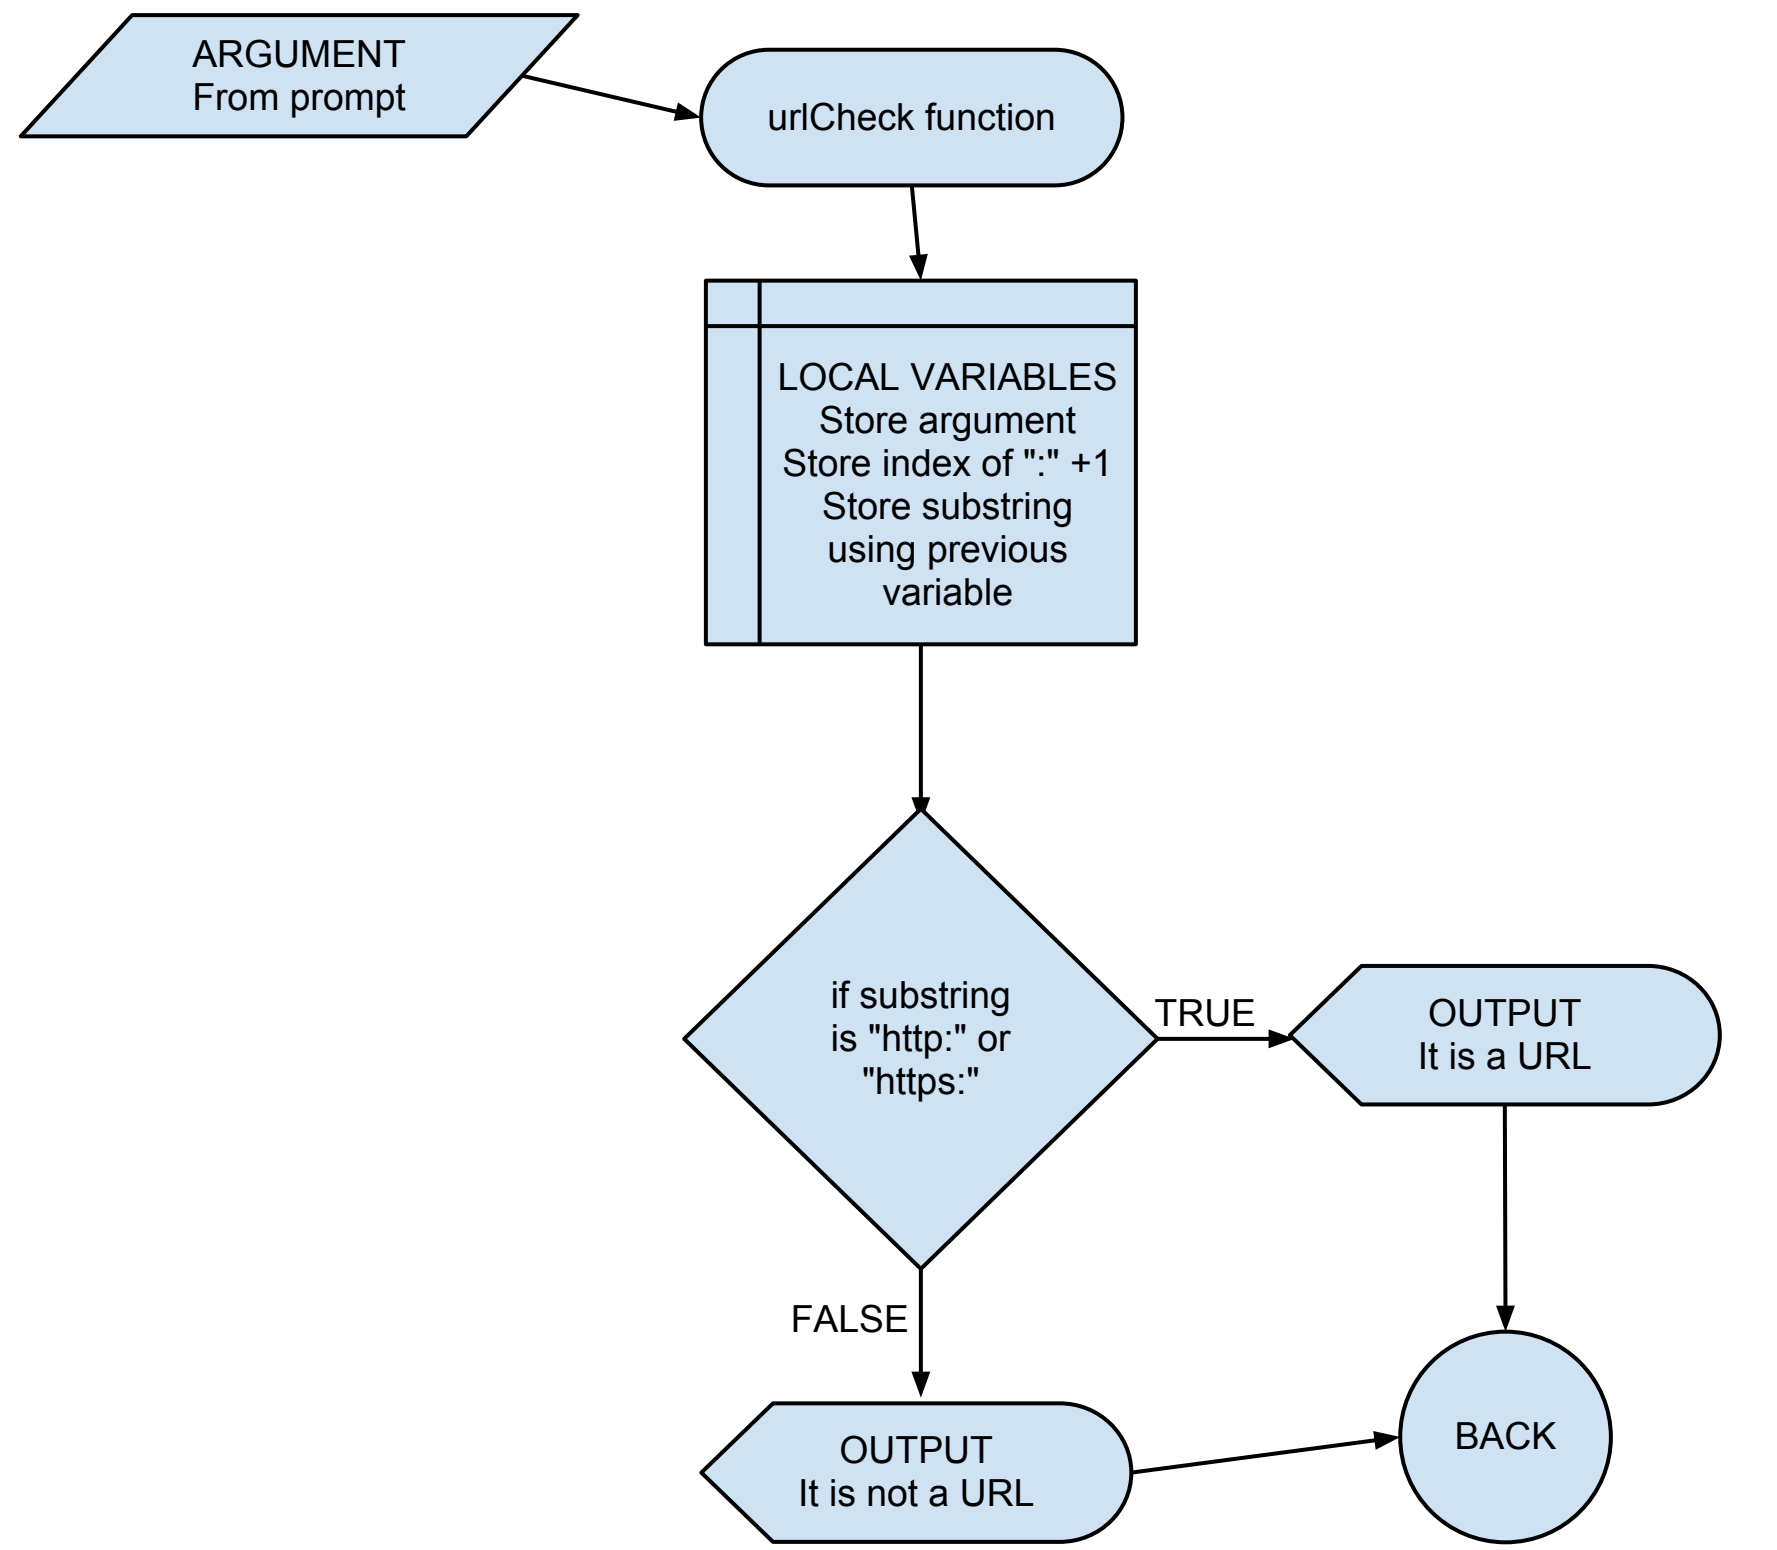 ARGUMENT
From prompt
urlCheck function
LOCAL VARIABLES
Store argument
Store index of ":" +1
Store substring
using previous
variable
if substring
is "http:" or
"https:"
TRUE
OUTPUT
It is a URL
FALSE
OUTPUT
It is not a URL
BACK